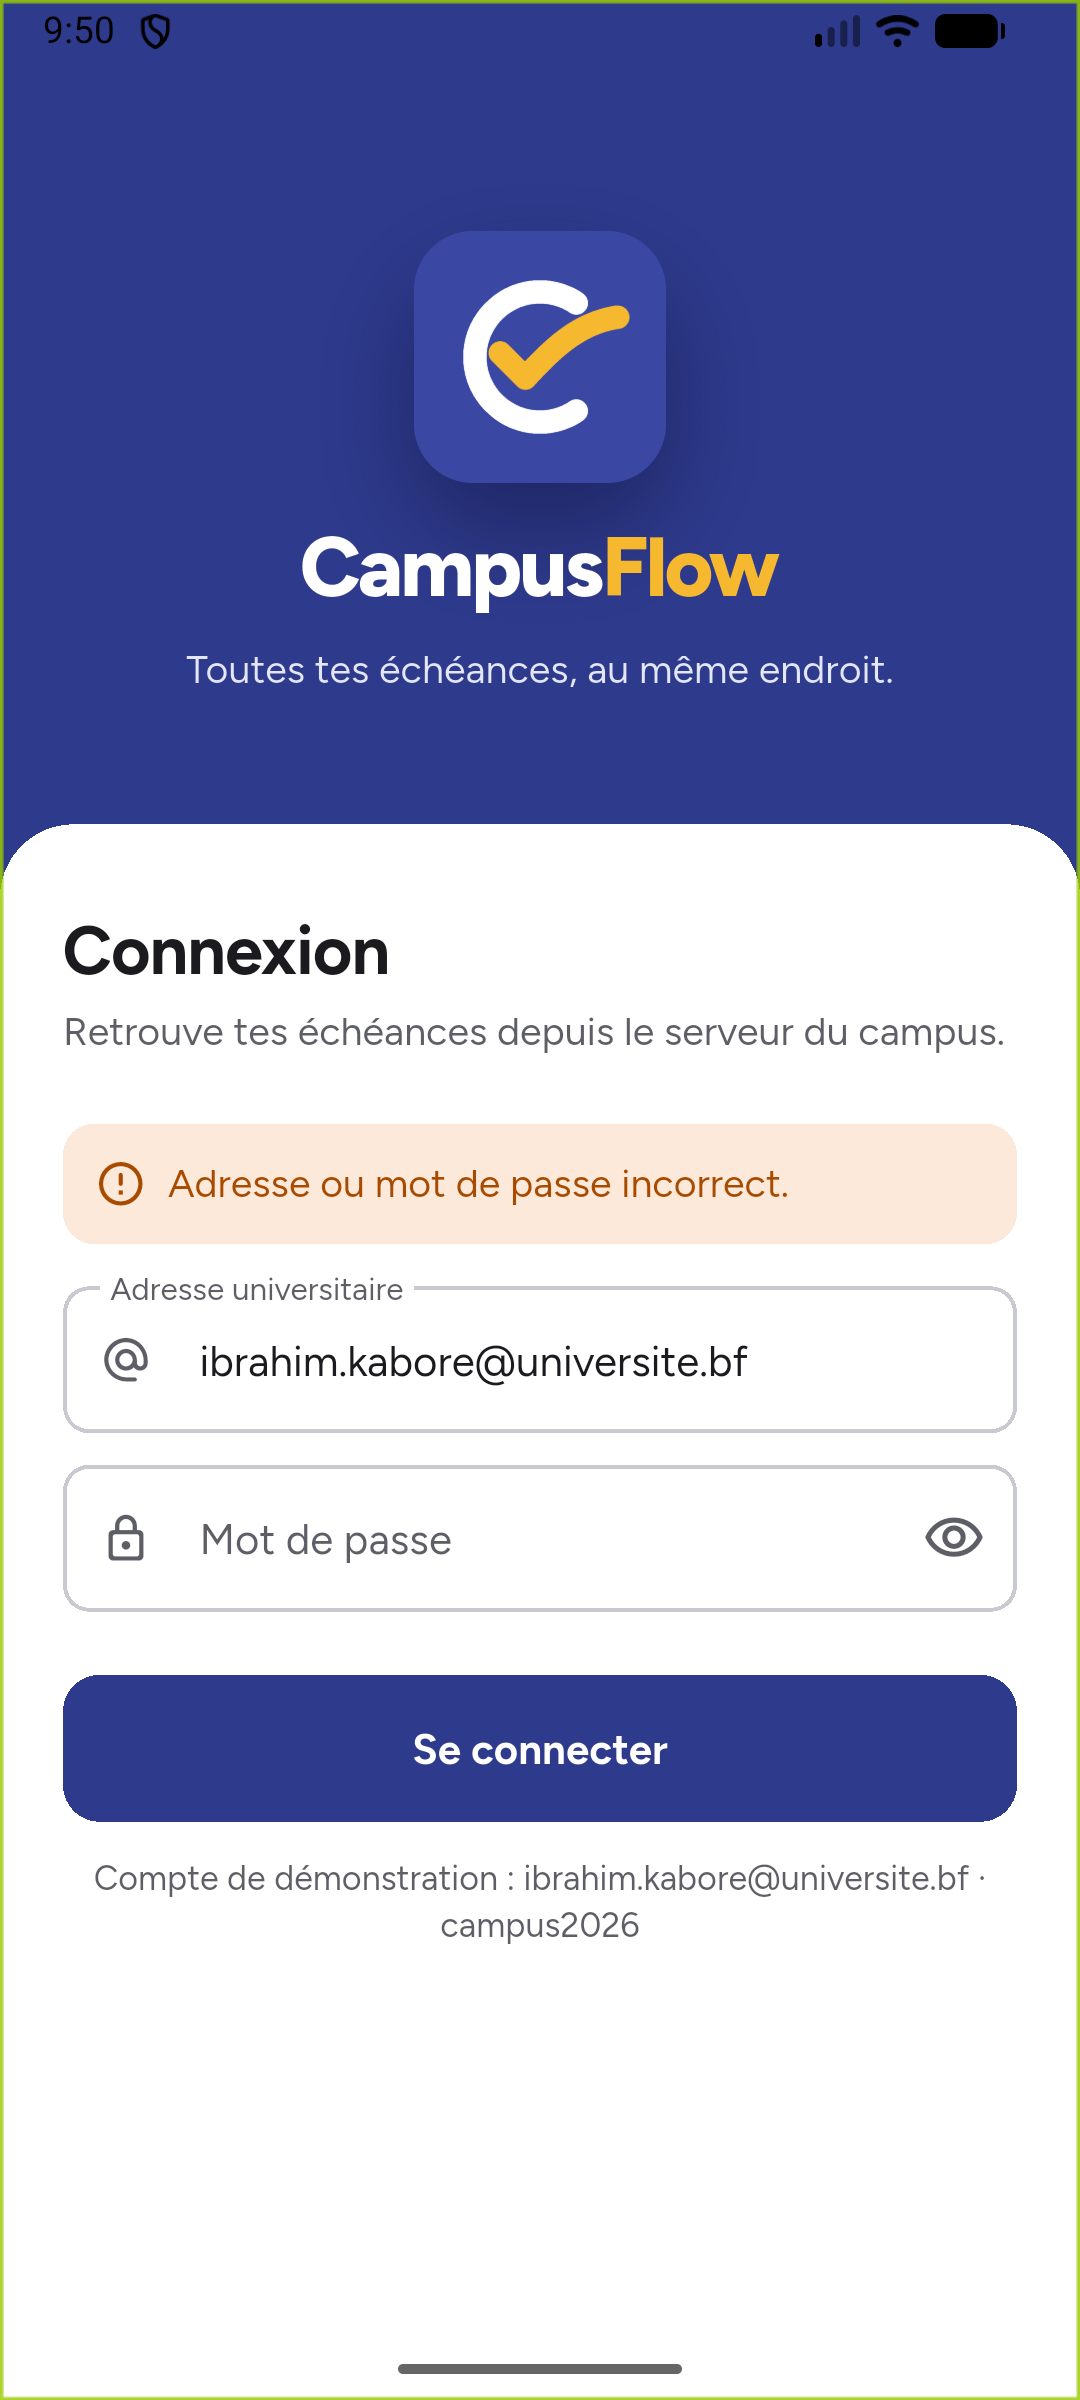 9:50
CampusFlow
Toutes tes échéances, au même endroit.
Connexion
Retrouve tes échéances depuis le serveur du campus.
Adresse ou mot de passe incorrect.
Adresse universitaire
ibrahim.kabore@universite.bf
Mot de passe
Se connecter
Compte de démonstration : ibrahim.kabore@universite.bf ·
campus2026